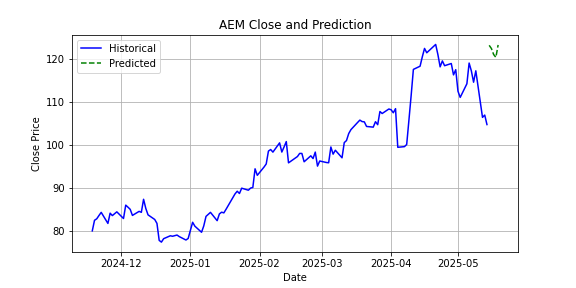 AEM Close and Prediction
Historical
Predicted
Close Price
120
110
100
90
80
2024-12 2025-01 2025-02 2025-03 2025-04 2025-05
Date